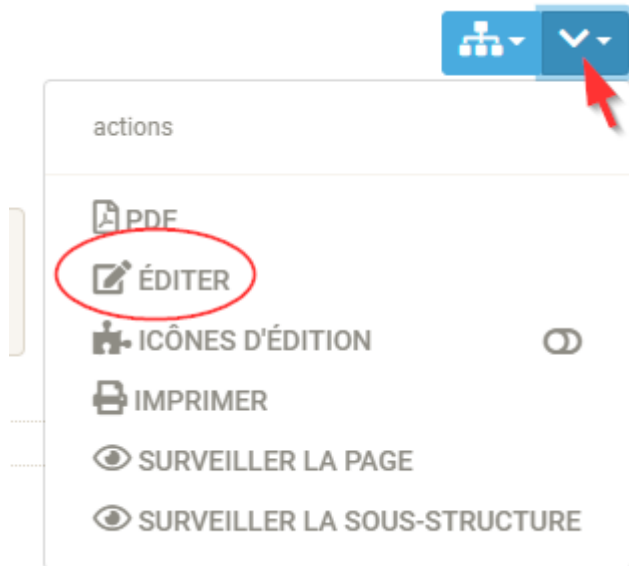 actions
PDF
ÉDITER
ICÔNES D'ÉDITION
IMPRIMER
SURVEILLER LA PAGE
SURVEILLER LA SOUS-STRUCTURE